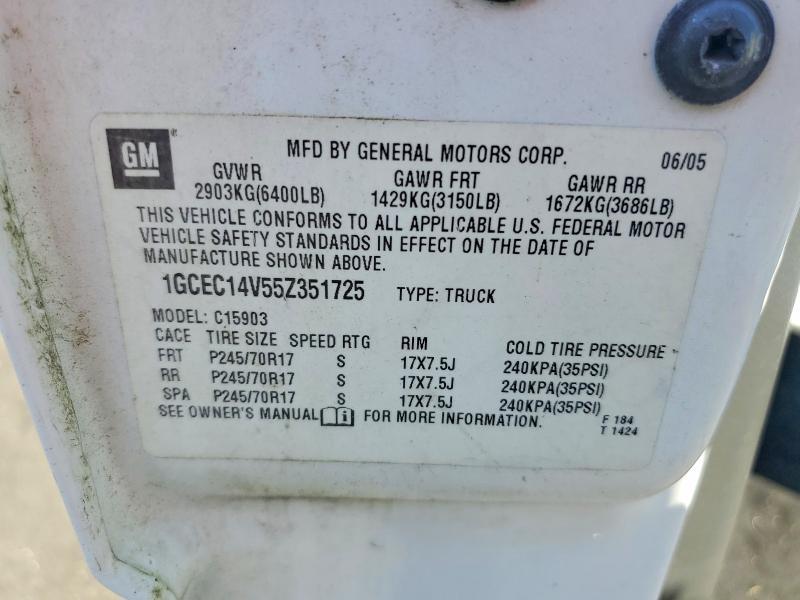 GM ® MFD BY GENERAL MOTORS CORP. 06/05
GVWR GAWR FRT GAWR RR
2903KG(6400LB) 1429KG(3150LB) 1672KG(3686LB)
THIS VEHICLE CONFORMS TO ALL APPLICABLE U.S. FEDERAL MOTOR
VEHICLE SAFETY STANDARDS IN EFFECT ON THE DATE OF
MANUFACTURE SHOWN ABOVE.
1GCEC14V55Z351725 TYPE: TRUCK
MODEL: C15903
CACE TIRE SIZE SPEED RTG RIM COLD TIRE PRESSURE
FRT P245/70R17 S 17X7.5J 240KPA(35PSI)
RR P245/70R17 S 17X7.5J 240KPA(35PSI)
SPA P245/70R17 S 17X7.5J 240KPA(35PSI)
SEE OWNER'S MANUAL i FOR MORE INFORMATION. F 184
T 1424